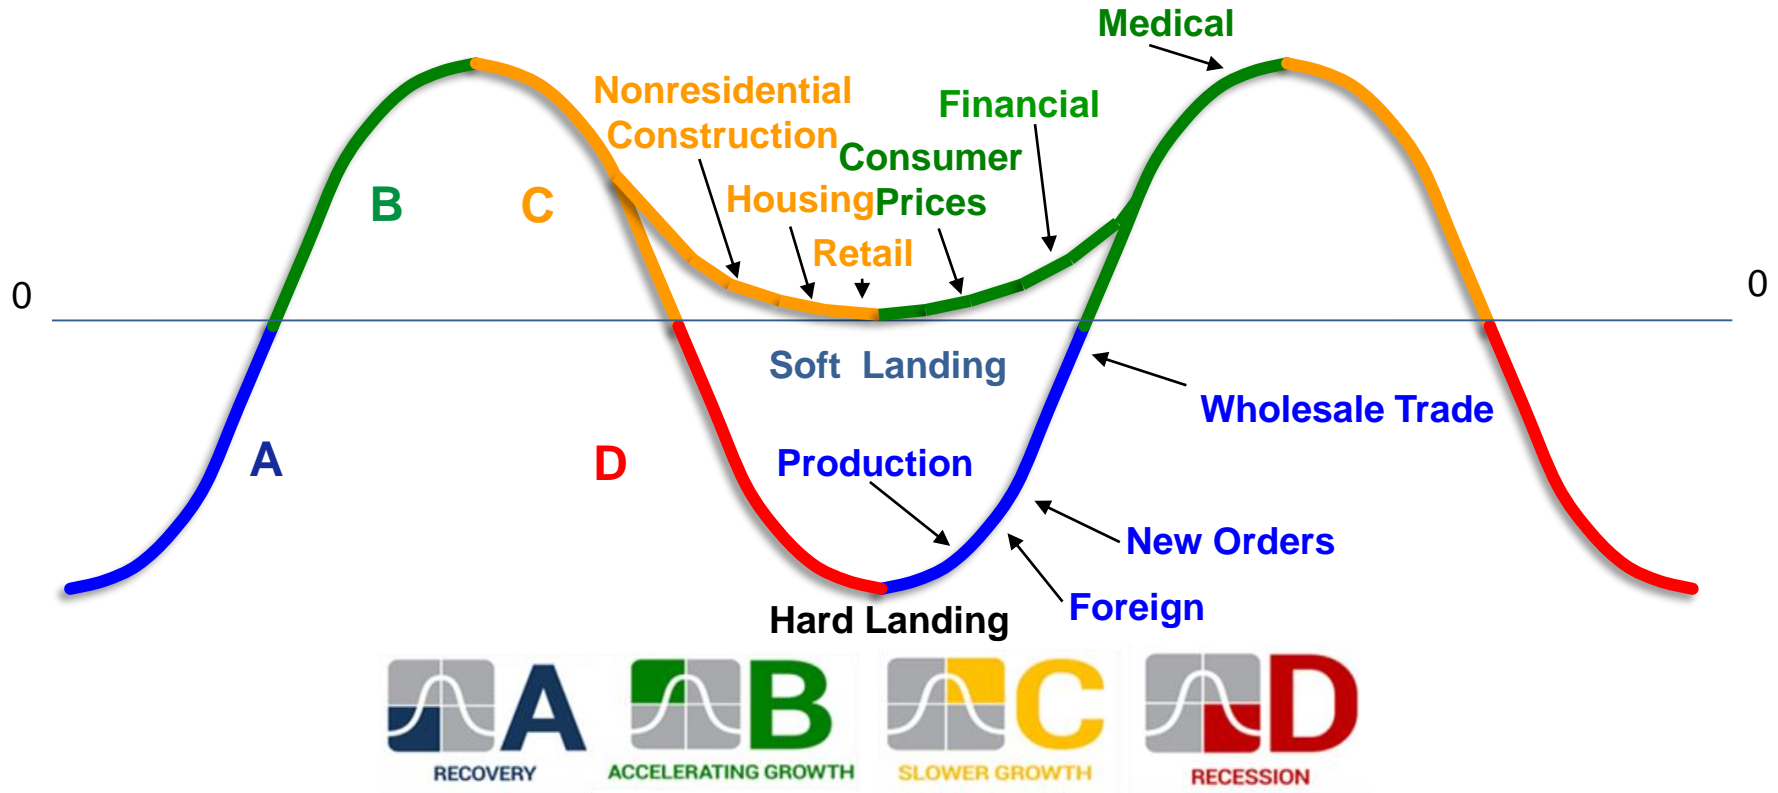 Medical
Nonresidential
Construction
Financial
Consumer
Prices
Housing
Retail
B
C
0
0
Soft Landing
Wholesale Trade
A
D
Production
New Orders
Foreign
Hard Landing
A
RECOVERY
B
ACCELERATING GROWTH
C
SLOWER GROWTH
D
RECESSION